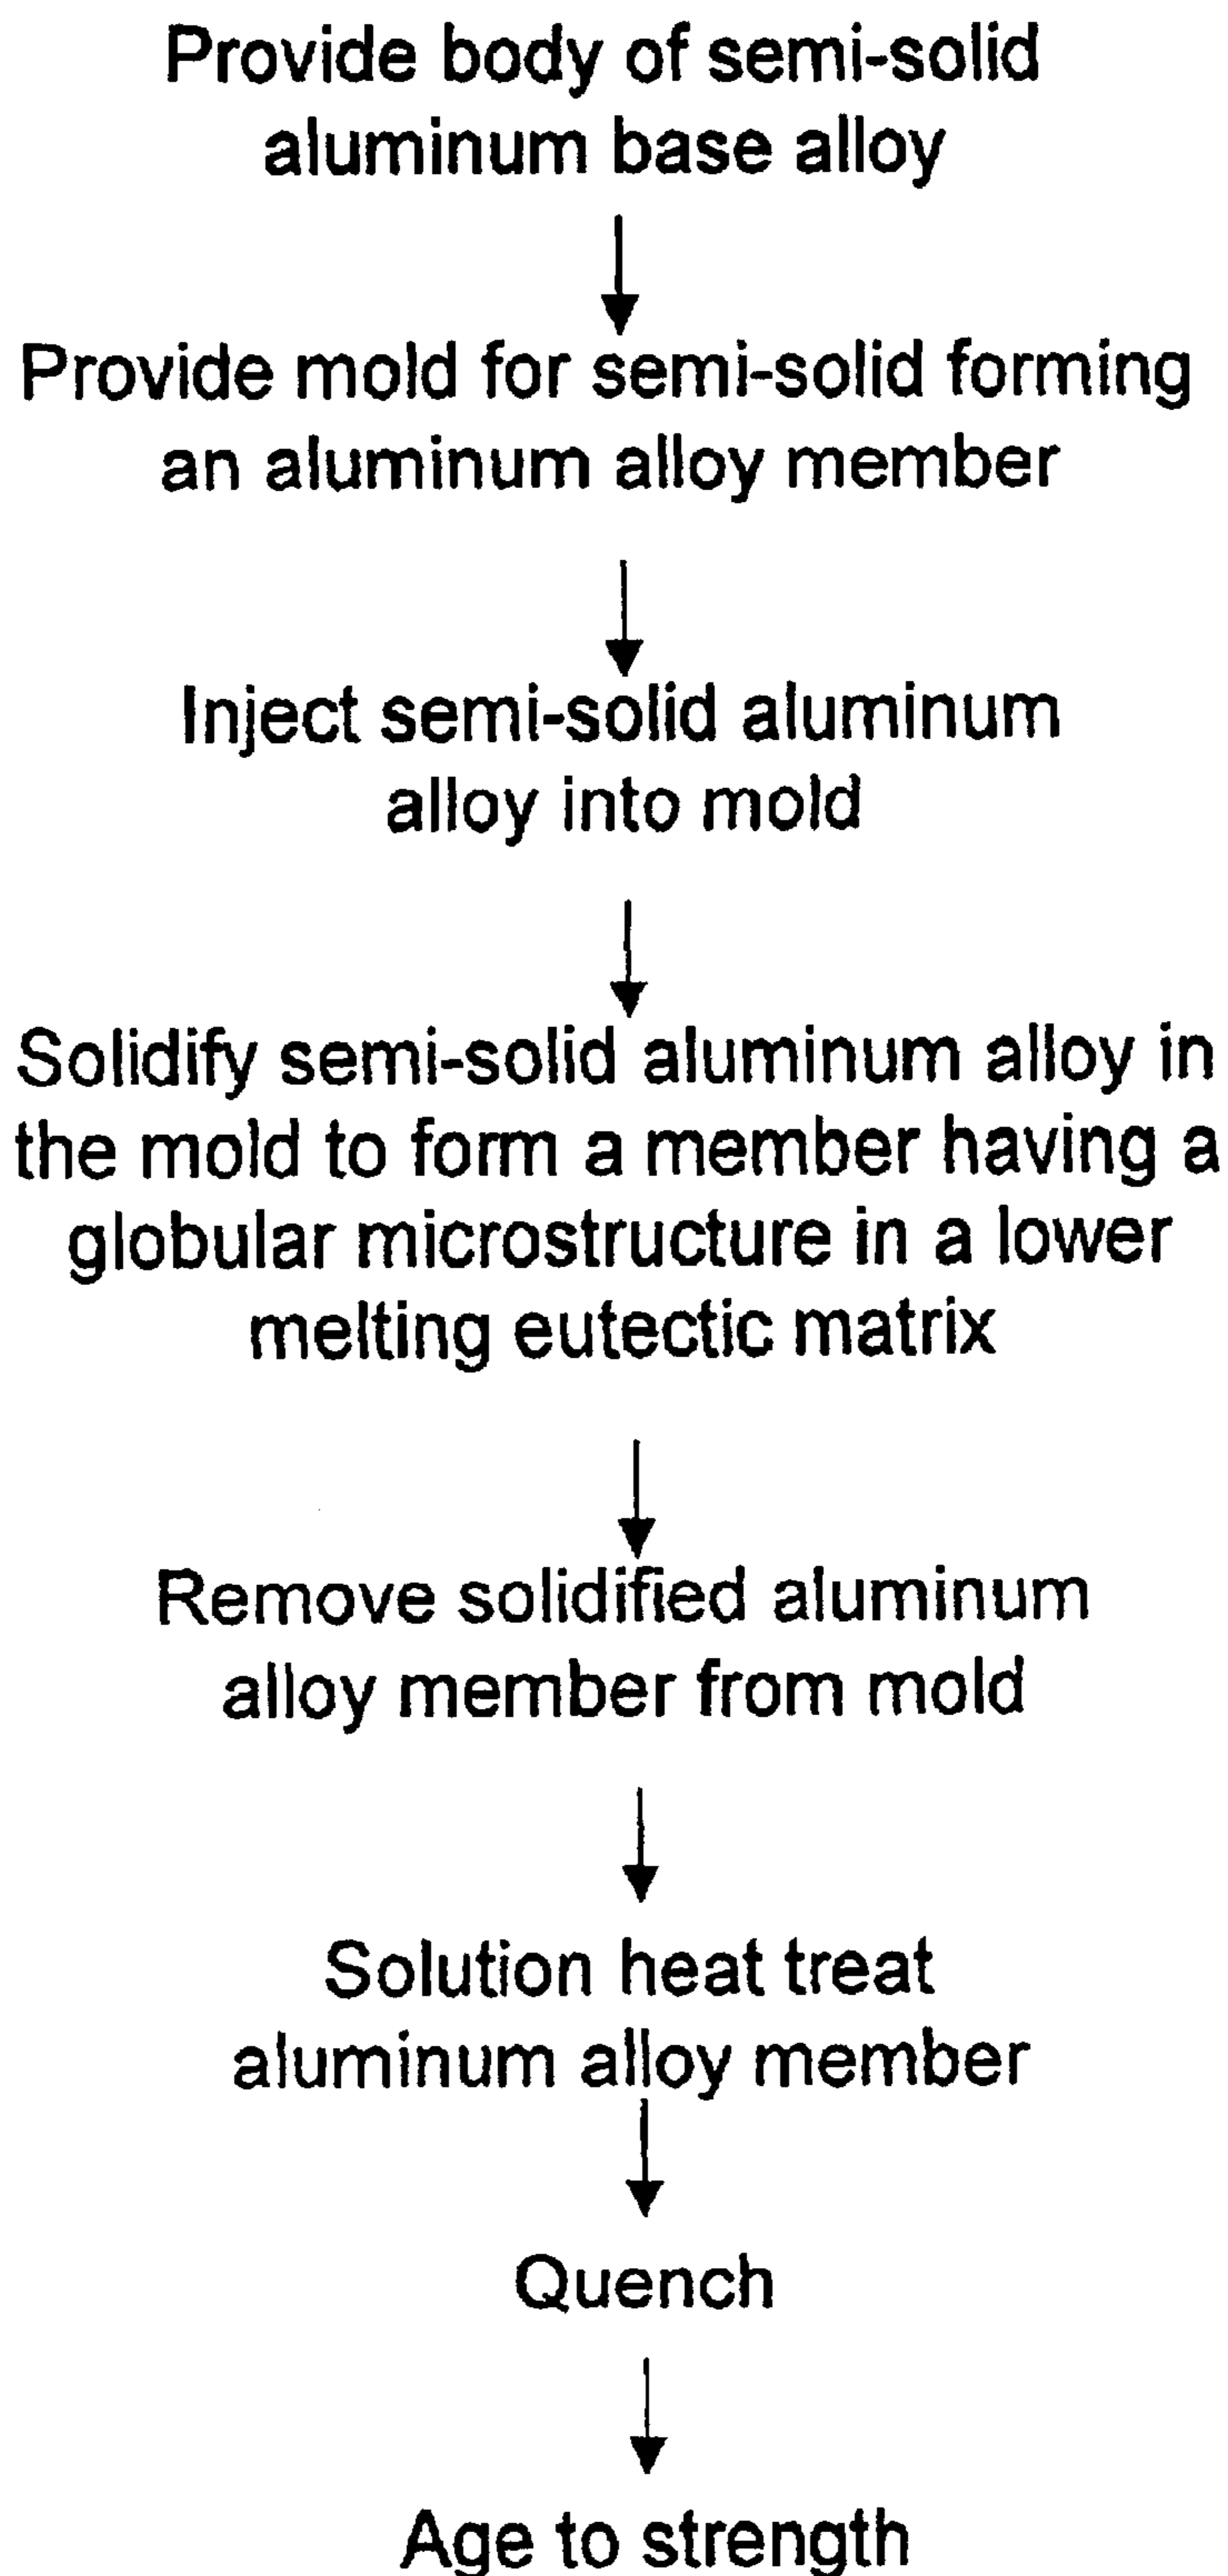 Provide body of semi-solid
aluminum base alloy
Provide mold for semi-solid forming
an aluminum alloy member
Inject semi-solid aluminum
alloy into mold
Solidify semi-solid aluminum alloy in
the mold to form a member having a
globular microstructure in a lower
melting eutectic matrix
Remove solidified aluminum
alloy member from mold
Solution heat treat
aluminum alloy member
Quench
Age to strength